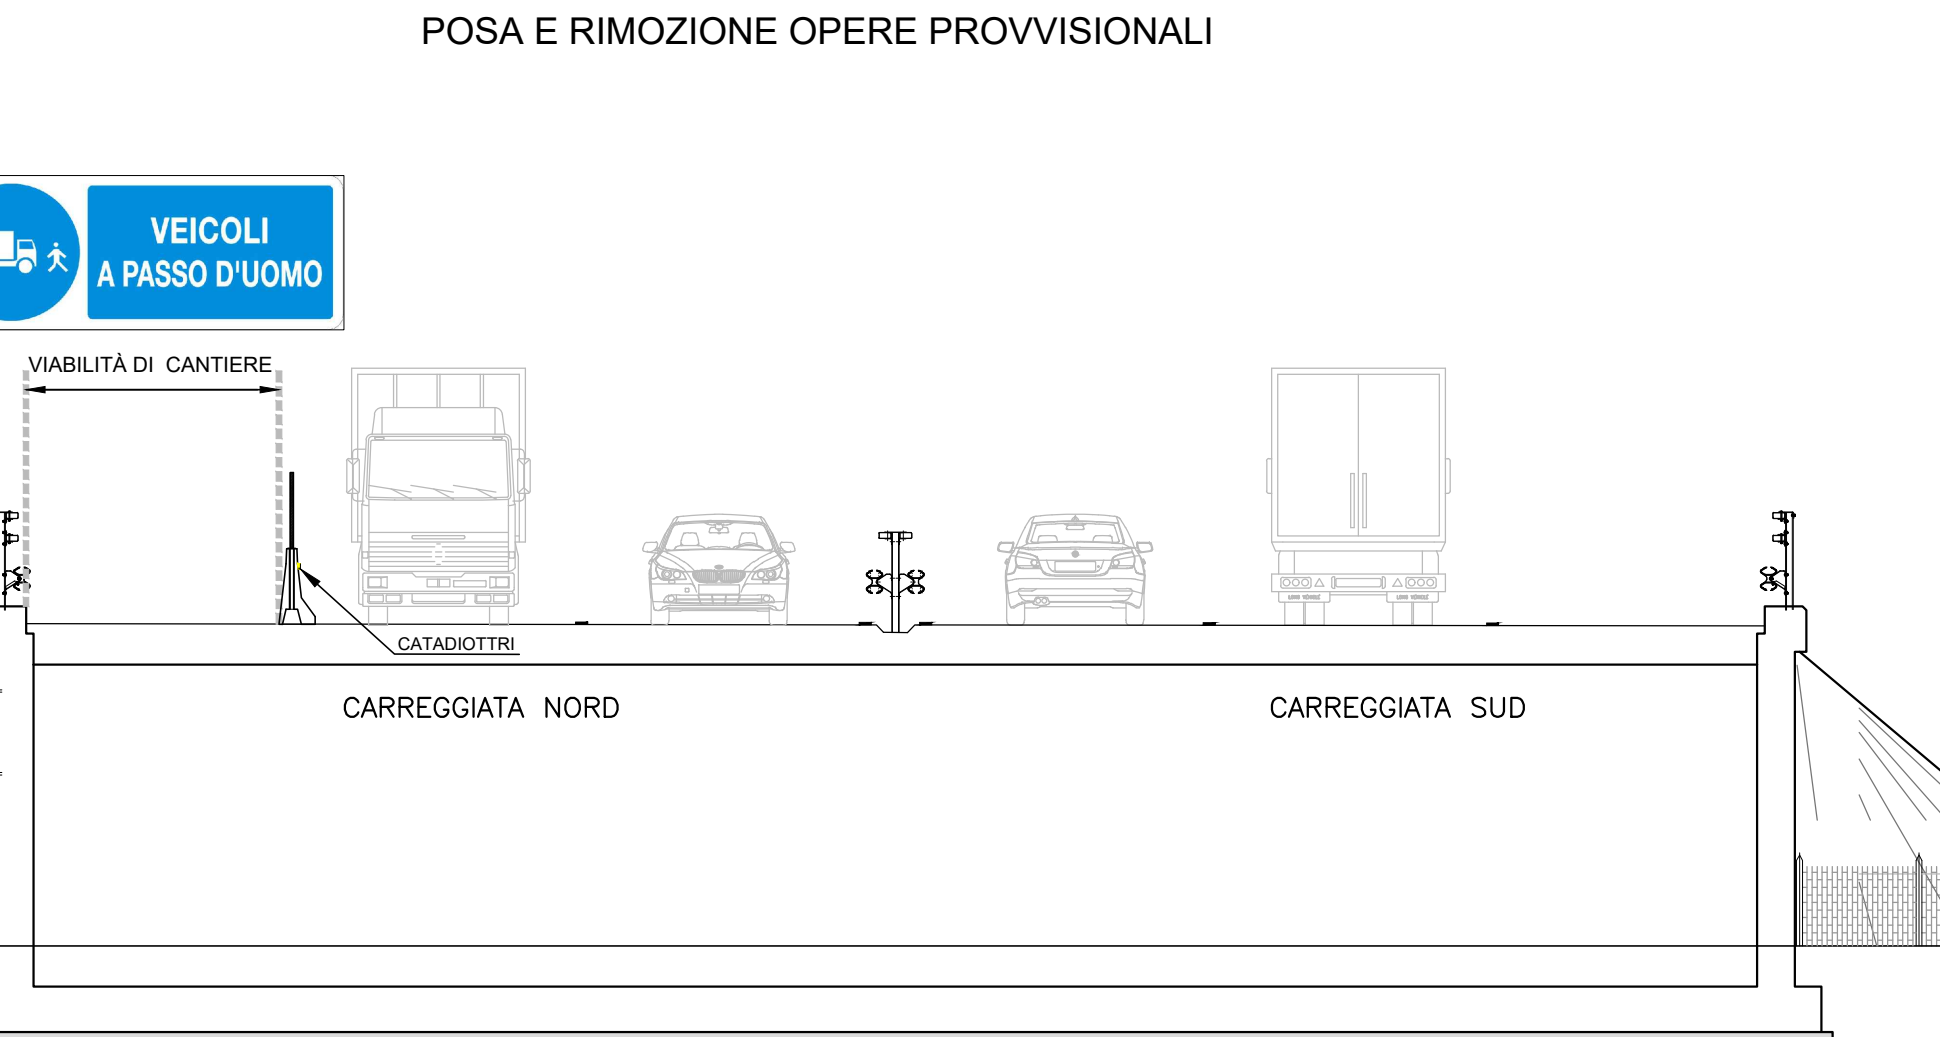 POSA E RIMOZIONE OPERE PROVVISIONALI
VEICOLI
A PASSO D'UOMO
VIABILITÀ DI CANTIERE
CATADIOTTRI
CARREGGIATA NORD
CARREGGIATA SUD